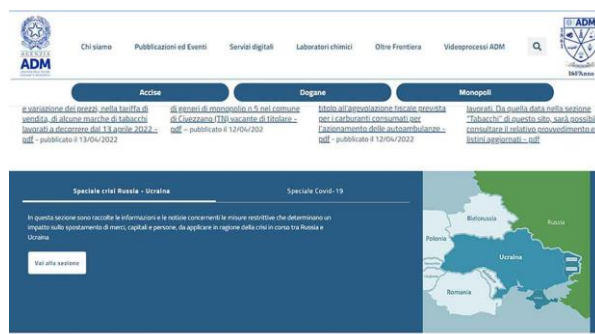 AGENZIA
ADM
Chi siamo
Pubblicazioni ed Eventi
Servizi digitali
Laboratori chimici
Oltre Frontiera
Videoprocessi ADM
ADM
Accise
Dogane
Monopoli
e variazione dei prezzi, nella tariffa di
vendita, di alcune marche di tabacchi
lavorati a decorrere dal 13 aprile 2022 -
pdf - pubblicato il 13/04/2022
di generi di monopolio n 5 nel comune
di Civezzano (TN) vacante di titolare -
pdf - pubblicato il 12/04/202
titolo all'agevolazione fiscale prevista
per i carburanti consumati per
l'azionamento delle autoambulanze -
pdf - pubblicato il 12/04/2022
lavorati. Da quella data nella sezione
"Tabacchi" di questo sito, sarà possibil
consultare il relativo provvedimento e
listini aggiornati - pdf
Speciale crisi Russia - Ucraina
Speciale Covid-19
In questa sezione sono raccolte le informazioni e le notizie concernenti le misure restrittive che determinano un
impatto sullo spostamento di merci, capitali e persone, da applicare in ragione della crisi in corso tra Russia e
Ucraina
Vai alla sezione
Bielorussia
Russia
Polonia
Ucraina
Romania